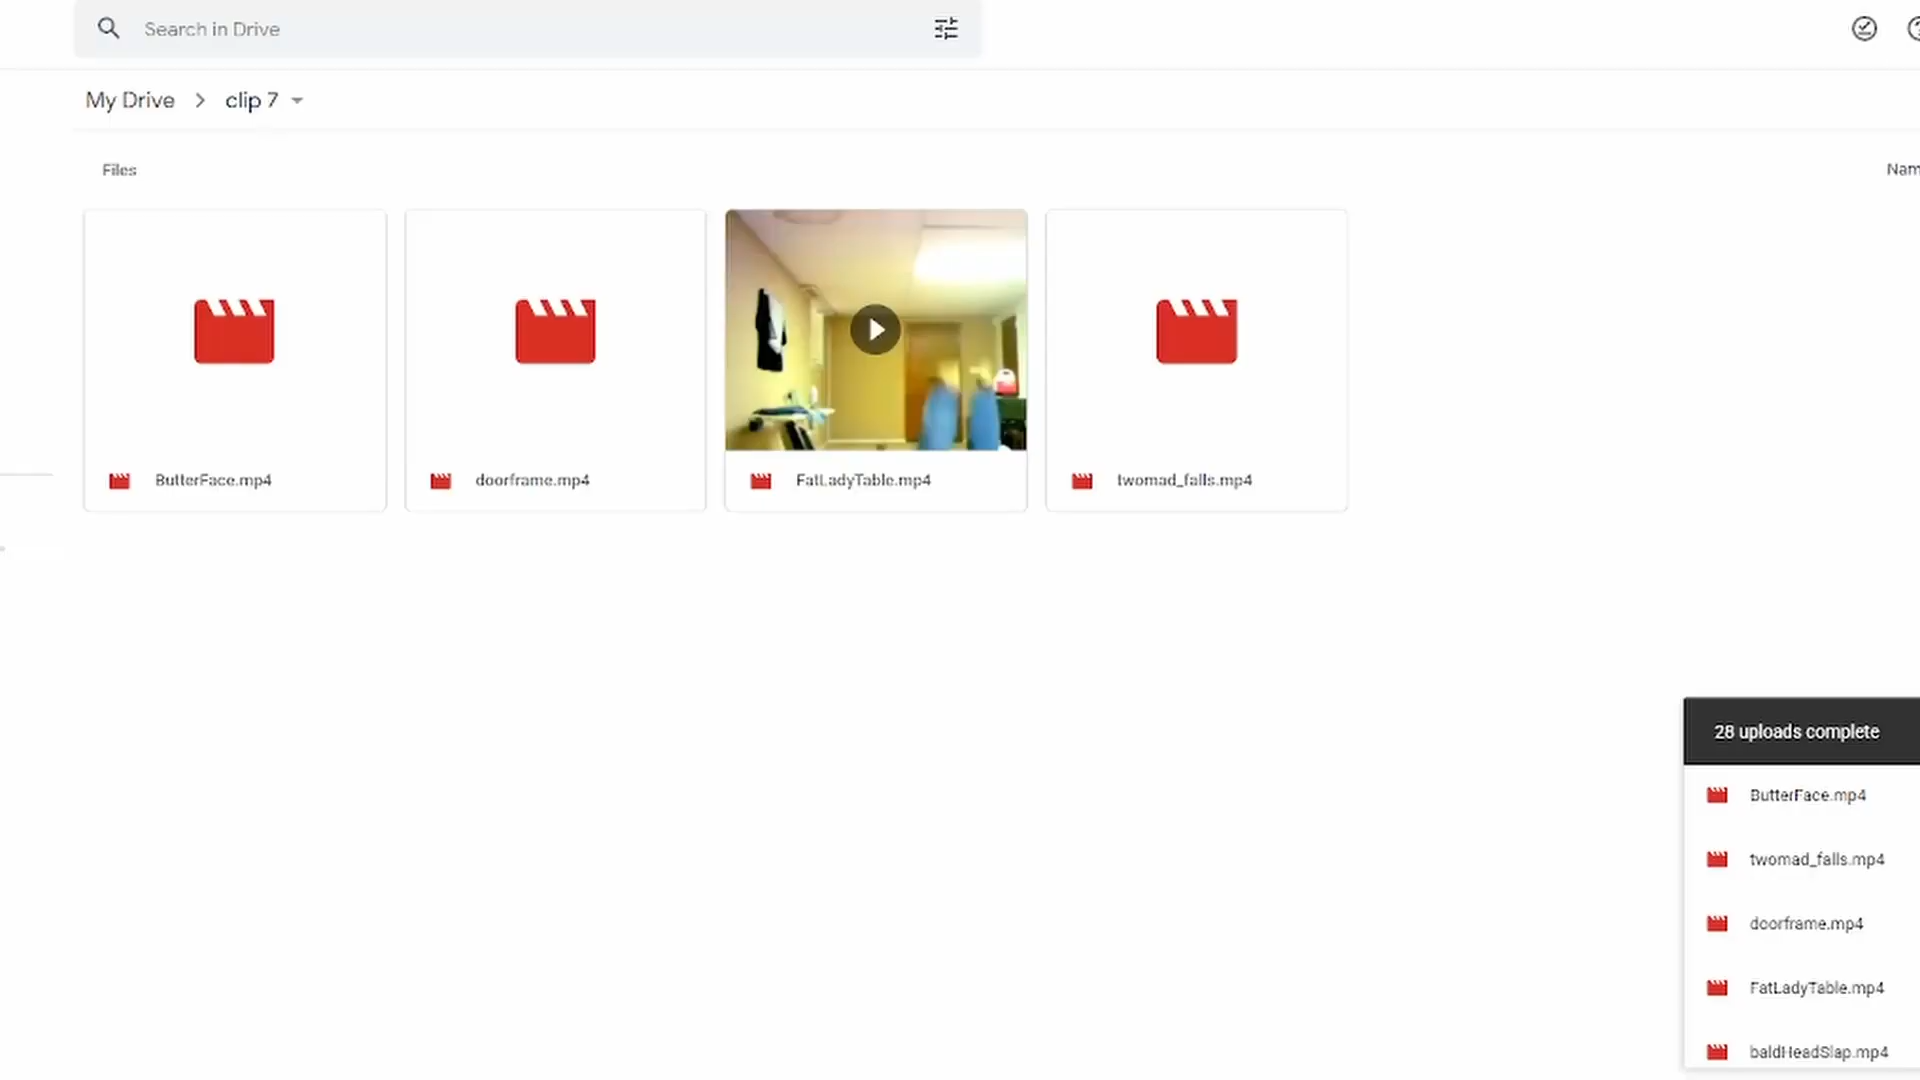 Search in Drive
My Drive > clip 7
Files
Nam
ButterFace.mp4
doorframe.mp4
FatLadyTable.mp4
twomad_falls.mp4
28 uploads complete
ButterFace.mp4
twomad_falls.mp4
doorframe.mp4
FatLadyTable.mp4
baldHeadSlap.mp4